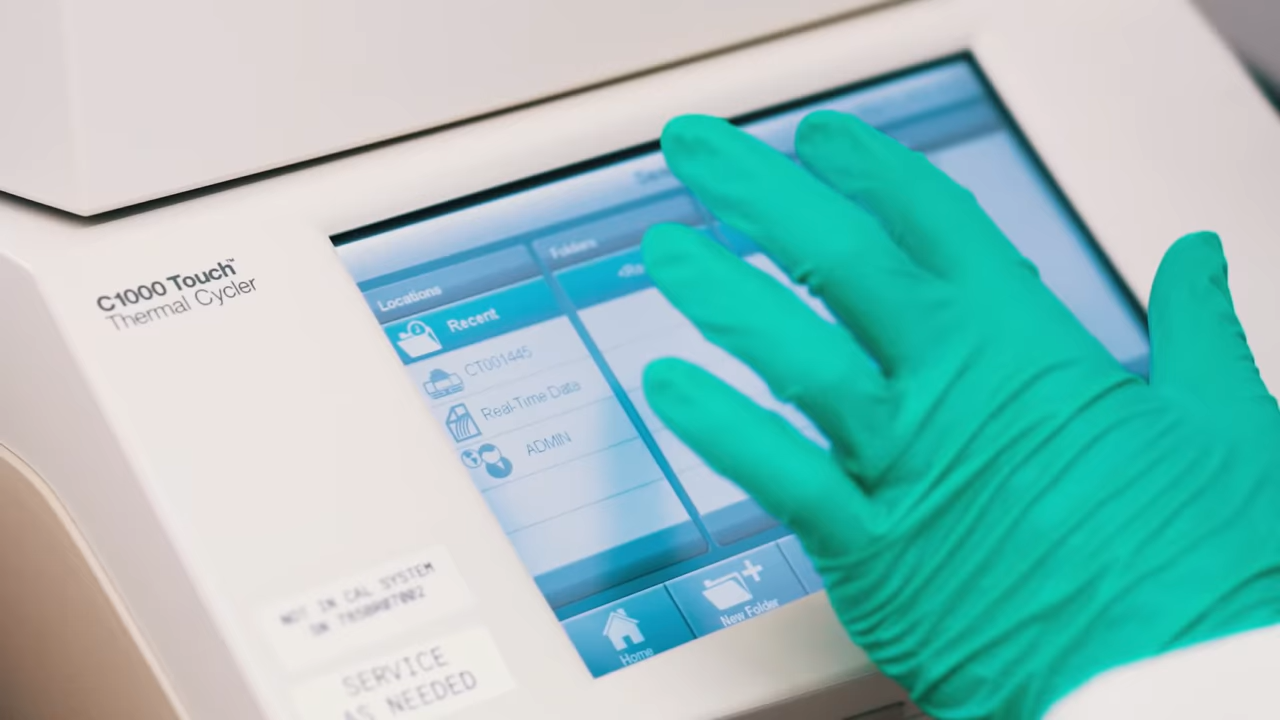 C1000 Touch™
Thermal Cycler
Locations
Folders
Recent
CT001445
Real-Time Data
ADMIN
Home
New Folder
NOT IN CAL SYSTEM
SERVICE
AS NEEDED